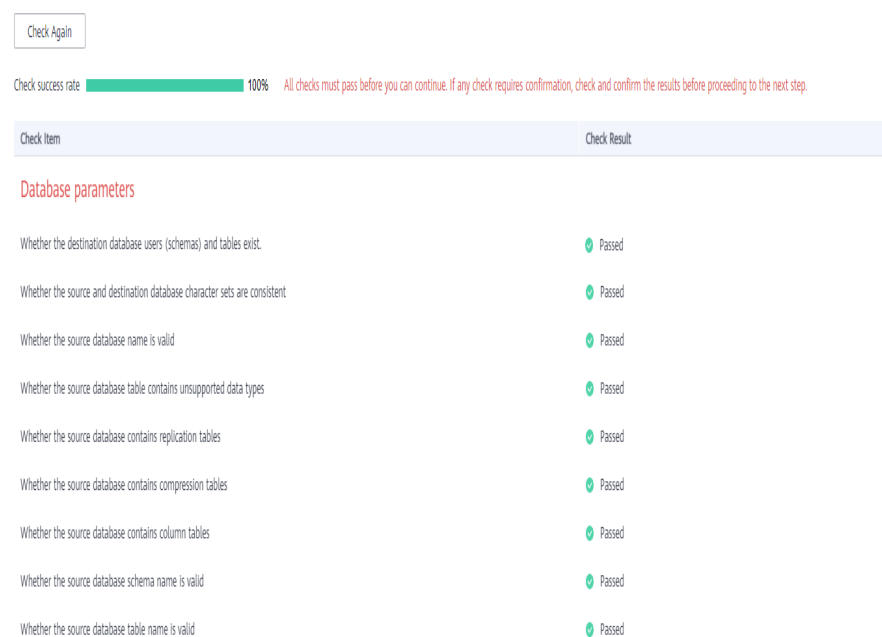 Check Again
Check success rate 100% All checks must pass before you can continue. If any check requires confirmation, check and confirm the results before proceeding to the next step.
Check Item Check Result
Database parameters
Whether the destination database users (schemas) and tables exist. Passed
Whether the source and destination database character sets are consistent Passed
Whether the source database name is valid Passed
Whether the source database table contains unsupported data types Passed
Whether the source database contains replication tables Passed
Whether the source database contains compression tables Passed
Whether the source database contains column tables Passed
Whether the source database schema name is valid Passed
Whether the source database table name is valid Passed